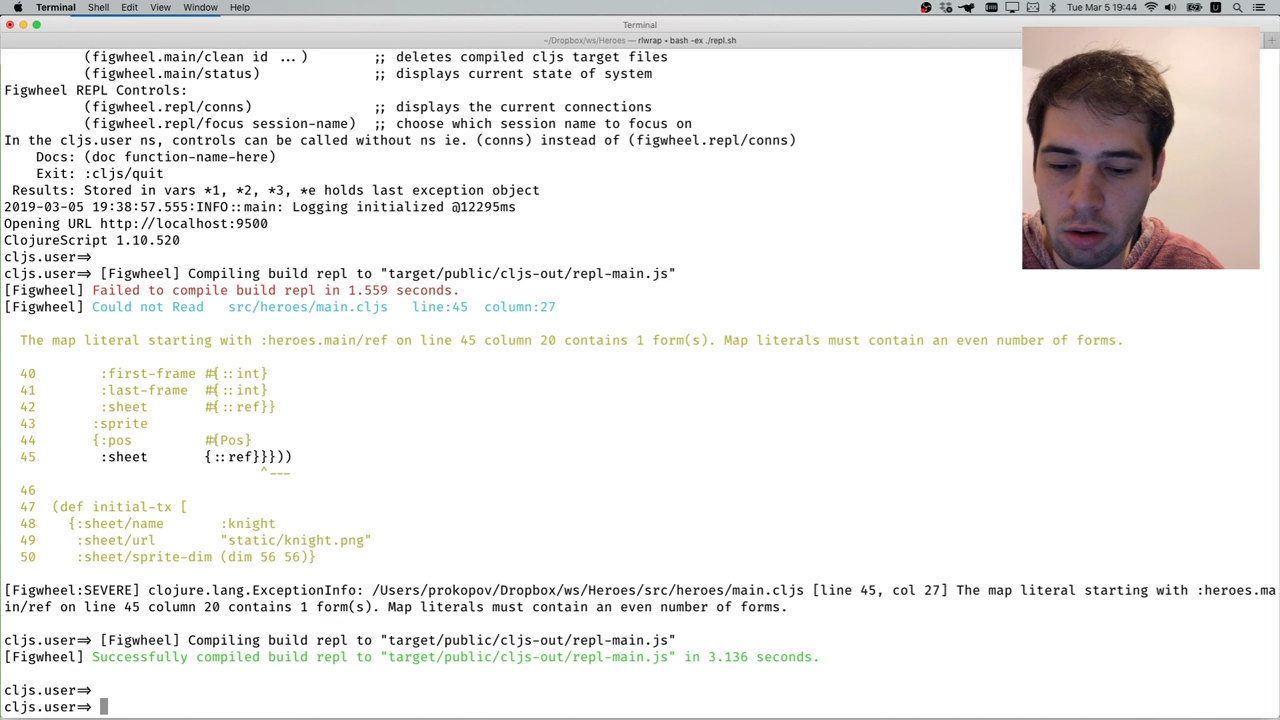 Terminal Shell Edit View Window Help Tue Mar 5 19:44
Terminal
~/Dropbox/ws/Heroes — rlwrap • bash -ex ./repl.sh
(figwheel.main/clean id ...) ;; deletes compiled cljs target files
(figwheel.main/status) ;; displays current state of system
Figwheel REPL Controls:
(figwheel.repl/conns) ;; displays the current connections
(figwheel.repl/focus session-name) ;; choose which session name to focus on
In the cljs.user ns, controls can be called without ns ie. (conns) instead of (figwheel.repl/conns)
Docs: (doc function-name-here)
Exit: :cljs/quit
Results: Stored in vars *1, *2, *3, *e holds last exception object
2019-03-05 19:38:57.555:INFO::main: Logging initialized @12295ms
Opening URL http://localhost:9500
ClojureScript 1.10.520
cljs.user=>
cljs.user=> [Figwheel] Compiling build repl to "target/public/cljs-out/repl-main.js"
[Figwheel] Failed to compile build repl in 1.559 seconds.
[Figwheel] Could not Read src/heroes/main.cljs line:45 column:27
The map literal starting with :heroes.main/ref on line 45 column 20 contains 1 form(s). Map literals must contain an even number of forms.
40 :first-frame #{::int}
41 :last-frame #{::int}
42 :sheet #{::ref}}
43 :sprite
44 {:pos #{Pos}
45 :sheet {::ref}}}))
^---
46
47 (def initial-tx [
48 {:sheet/name :knight
49 :sheet/url "static/knight.png"
50 :sheet/sprite-dim (dim 56 56)}
[Figwheel:SEVERE] clojure.lang.ExceptionInfo: /Users/prokopov/Dropbox/ws/Heroes/src/heroes/main.cljs [line 45, col 27] The map literal starting with :heroes.ma
in/ref on line 45 column 20 contains 1 form(s). Map literals must contain an even number of forms.
cljs.user=> [Figwheel] Compiling build repl to "target/public/cljs-out/repl-main.js"
[Figwheel] Successfully compiled build repl to "target/public/cljs-out/repl-main.js" in 3.136 seconds.
cljs.user=>
cljs.user=>